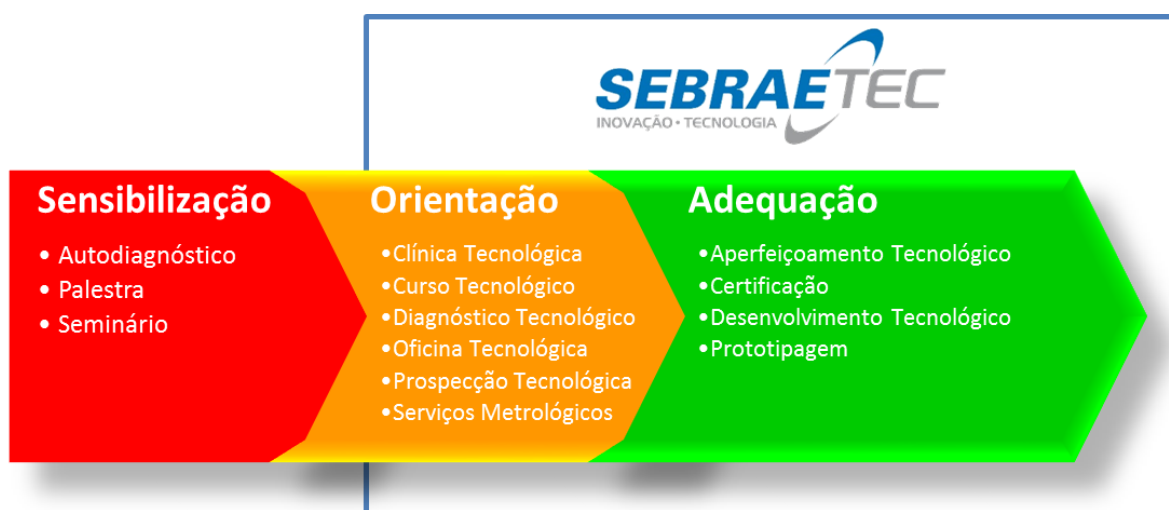 SEBRAETEC
INOVAÇÃO • TECNOLOGIA
Sensibilização
• Autodiagnóstico
• Palestra
• Seminário
Orientação
•Clínica Tecnológica
•Curso Tecnológico
•Diagnóstico Tecnológico
•Oficina Tecnológica
•Prospecção Tecnológica
•Serviços Metrológicos
Adequação
•Aperfeiçoamento Tecnológico
•Certificação
•Desenvolvimento Tecnológico
•Prototipagem